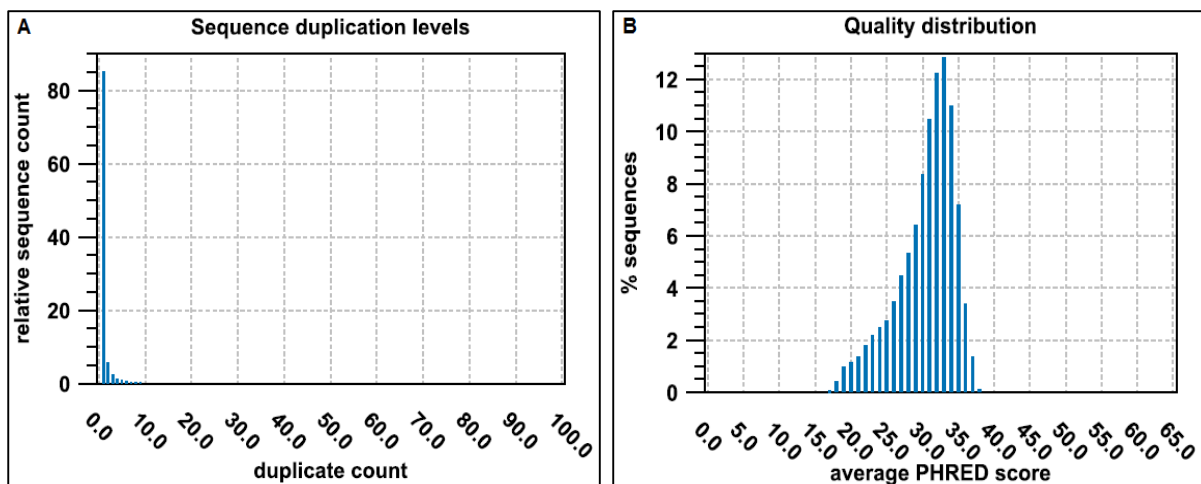 A
Sequence duplication levels
relative sequence count
80
60
40
20
0
0.0 10.0 20.0 30.0 40.0 50.0 60.0 70.0 80.0 90.0 100.0
duplicate count
B
Quality distribution
% sequences
12
10
8
6
4
2
0
0.0 5.0 10.0 15.0 20.0 25.0 30.0 35.0 40.0 45.0 50.0 55.0 60.0 65.0
average PHRED score